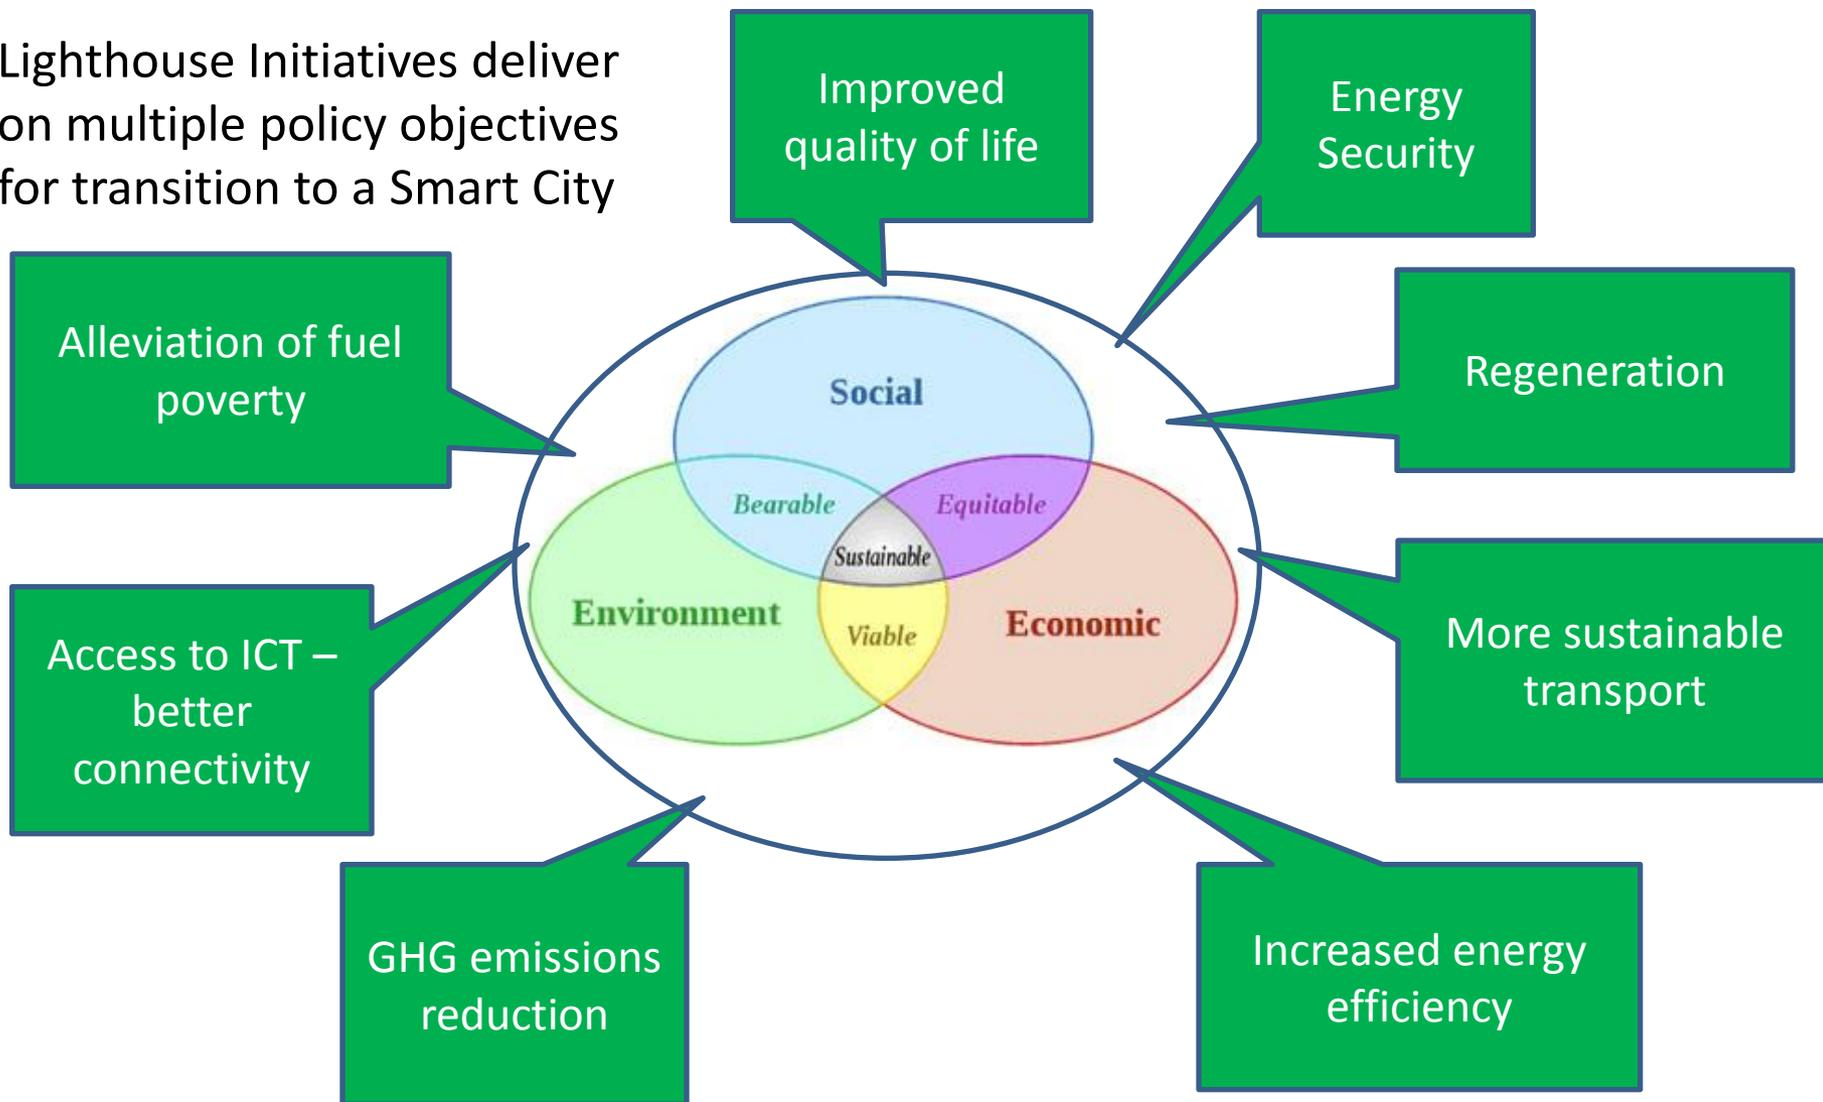 Lighthouse Initiatives deliver
on multiple policy objectives
for transition to a Smart City
Improved
quality of life
Energy
Security
Alleviation of fuel
poverty
Regeneration
Social
Bearable
Equitable
Sustainable
Environment
Viable
Economic
Access to ICT –
better
connectivity
More sustainable
transport
GHG emissions
reduction
Increased energy
efficiency